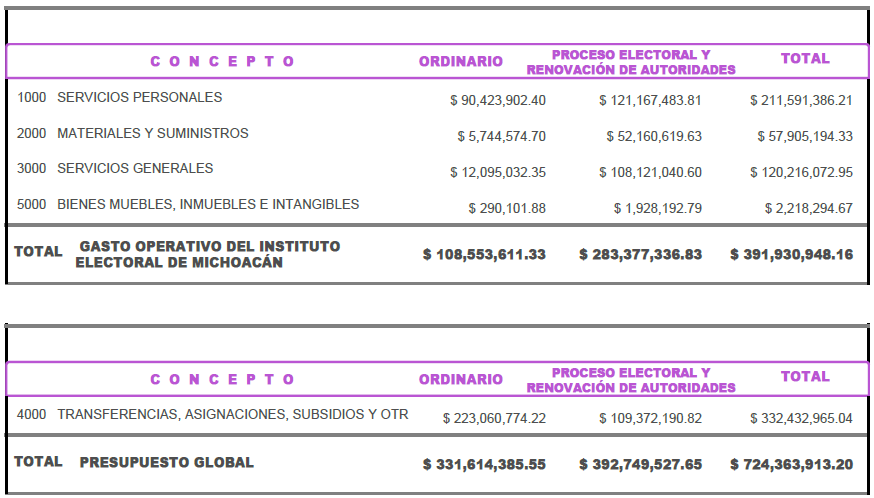 C O N C E P T O ORDINARIO PROCESO ELECTORAL Y RENOVACIÓN DE AUTORIDADES TOTAL
1000 SERVICIOS PERSONALES $ 90,423,902.40 $ 121,167,483.81 $ 211,591,386.21
2000 MATERIALES Y SUMINISTROS $ 5,744,574.70 $ 52,160,619.63 $ 57,905,194.33
3000 SERVICIOS GENERALES $ 12,095,032.35 $ 108,121,040.60 $ 120,216,072.95
5000 BIENES MUEBLES, INMUEBLES E INTANGIBLES $ 290,101.88 $ 1,928,192.79 $ 2,218,294.67
TOTAL GASTO OPERATIVO DEL INSTITUTO ELECTORAL DE MICHOACÁN $ 108,553,611.33 $ 283,377,336.83 $ 391,930,948.16
C O N C E P T O ORDINARIO PROCESO ELECTORAL Y RENOVACIÓN DE AUTORIDADES TOTAL
4000 TRANSFERENCIAS, ASIGNACIONES, SUBSIDIOS Y OTR $ 223,060,774.22 $ 109,372,190.82 $ 332,432,965.04
TOTAL PRESUPUESTO GLOBAL $ 331,614,385.55 $ 392,749,527.65 $ 724,363,913.20